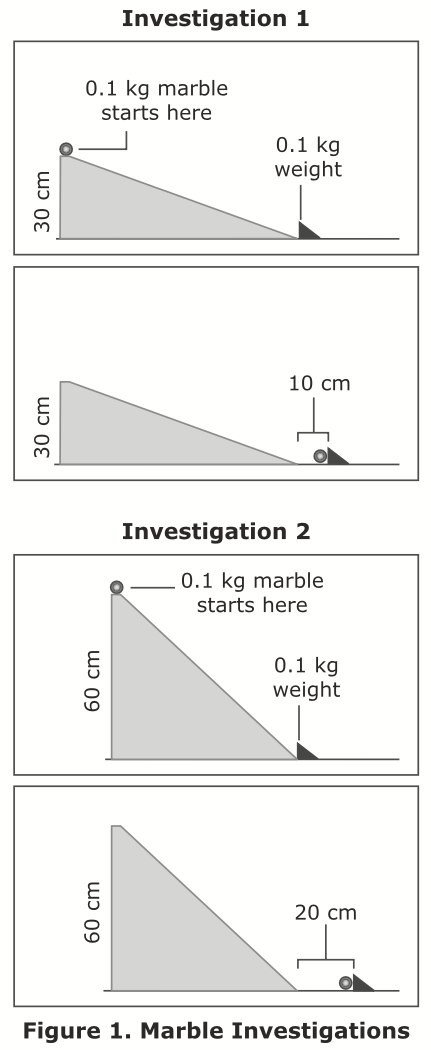 Investigation 1
0.1 kg marble
starts here
0.1 kg
weight
30 cm
10 cm
30 cm
Investigation 2
0.1 kg marble
starts here
0.1 kg
weight
60 cm
20 cm
60 cm
Figure 1. Marble Investigations